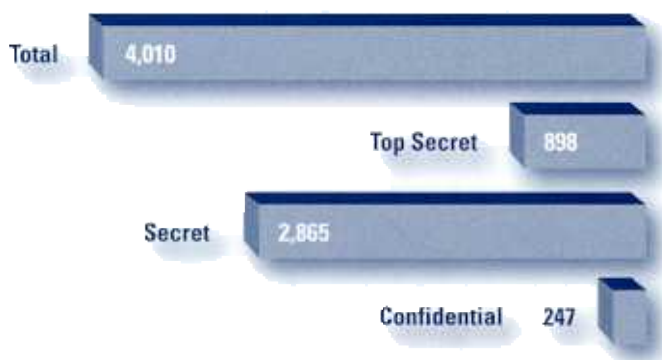 Total 4,010
Top Secret 898
Secret 2,865
Confidential 247